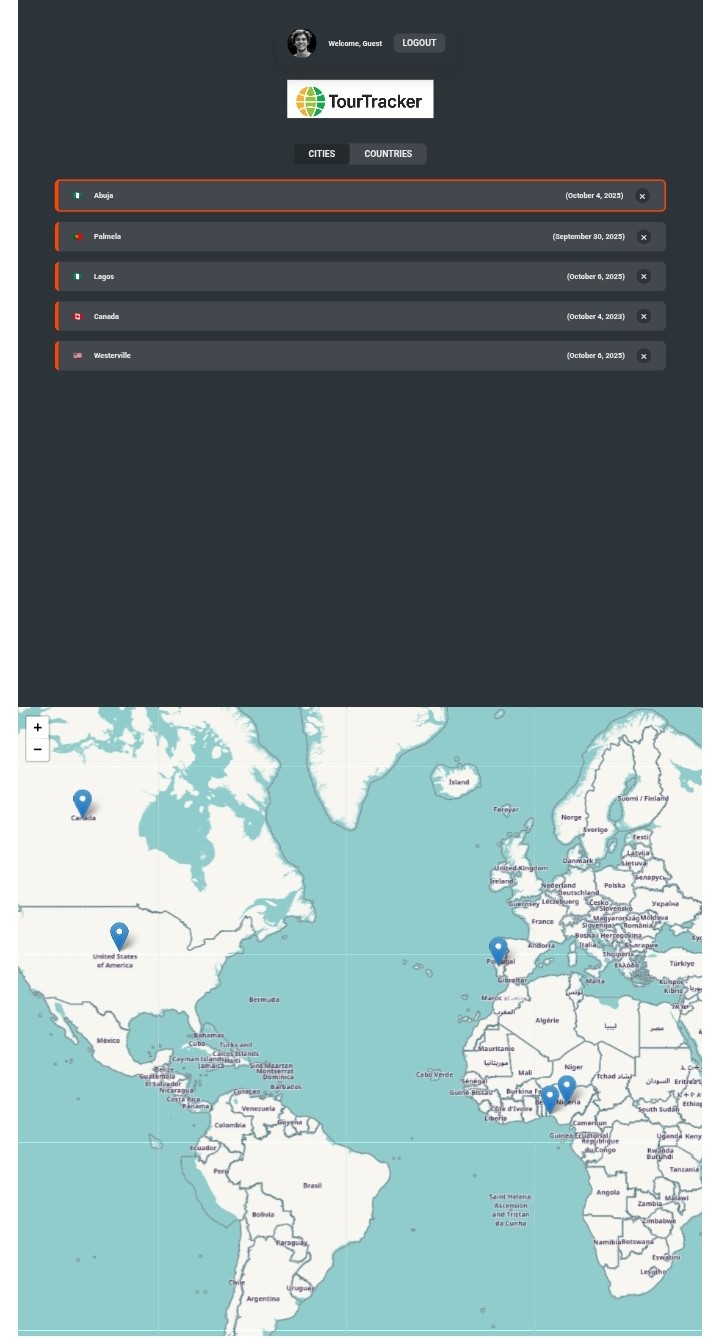 Welcome, Guest
LOGOUT
TourTracker
CITIES
COUNTRIES
Abuja
(October 4, 2025)
×
Palmela
(September 30, 2025)
×
Lagos
(October 6, 2025)
×
Canada
(October 4, 2023)
×
Westerville
(October 6, 2025)
×
+
−
Ísland
Føroyar
Suomi / Finland
Norge
Sverige
Eesti
Latvija
Lietuva
Danmark
Беларусь
United Kingdom
Ireland
Nederland
Deutschland
Polska
Guernsey
Lëtzebuerg
Česko
Slovensko
Україна
France
Magyarország
Moldova
Slovenija
România
Bosna i Hercegovina
Andorra
Italia
България
Shqipëria
Ελλάδα
Türkiye
Portugal
Gibraltar
Malta
Kıbrıs
Canada
United States
of America
Bermuda
México
Bahamas
Cuba
Turks and
Caicos Islands
Cayman Islands
Haïti
Jamaica
Belize
Guatemala
El Salvador
Nicaragua
Costa Rica
Panamá
Sint Maarten
Montserrat
Dominica
Barbados
Curaçao
Venezuela
Guyana
Colombia
Ecuador
Perú
Brasil
Bolivia
Paraguay
Chile
Uruguay
Argentina
Maroc
المغرب
تونس
Algérie
ليبيا
مصر
Mauritanie
موريتانيا
Cabo Verde
Sénégal
Mali
Niger
Tchad تشاد
السودان
Guiné-Bissau
Burkina Fa
Nigeria
Côte d'Ivoire
Liberia
South Sudan
Cameroun
Guinea Ecuatorial
République
du Congo
Uganda
Keny
Rwanda
Burundi
Tanzania
Saint Helena,
Ascension
and Tristan
da Cunha
Angola
Malawi
Zambia
Zimbabwe
Namibia
Botswana
Eswatini
Lesotho